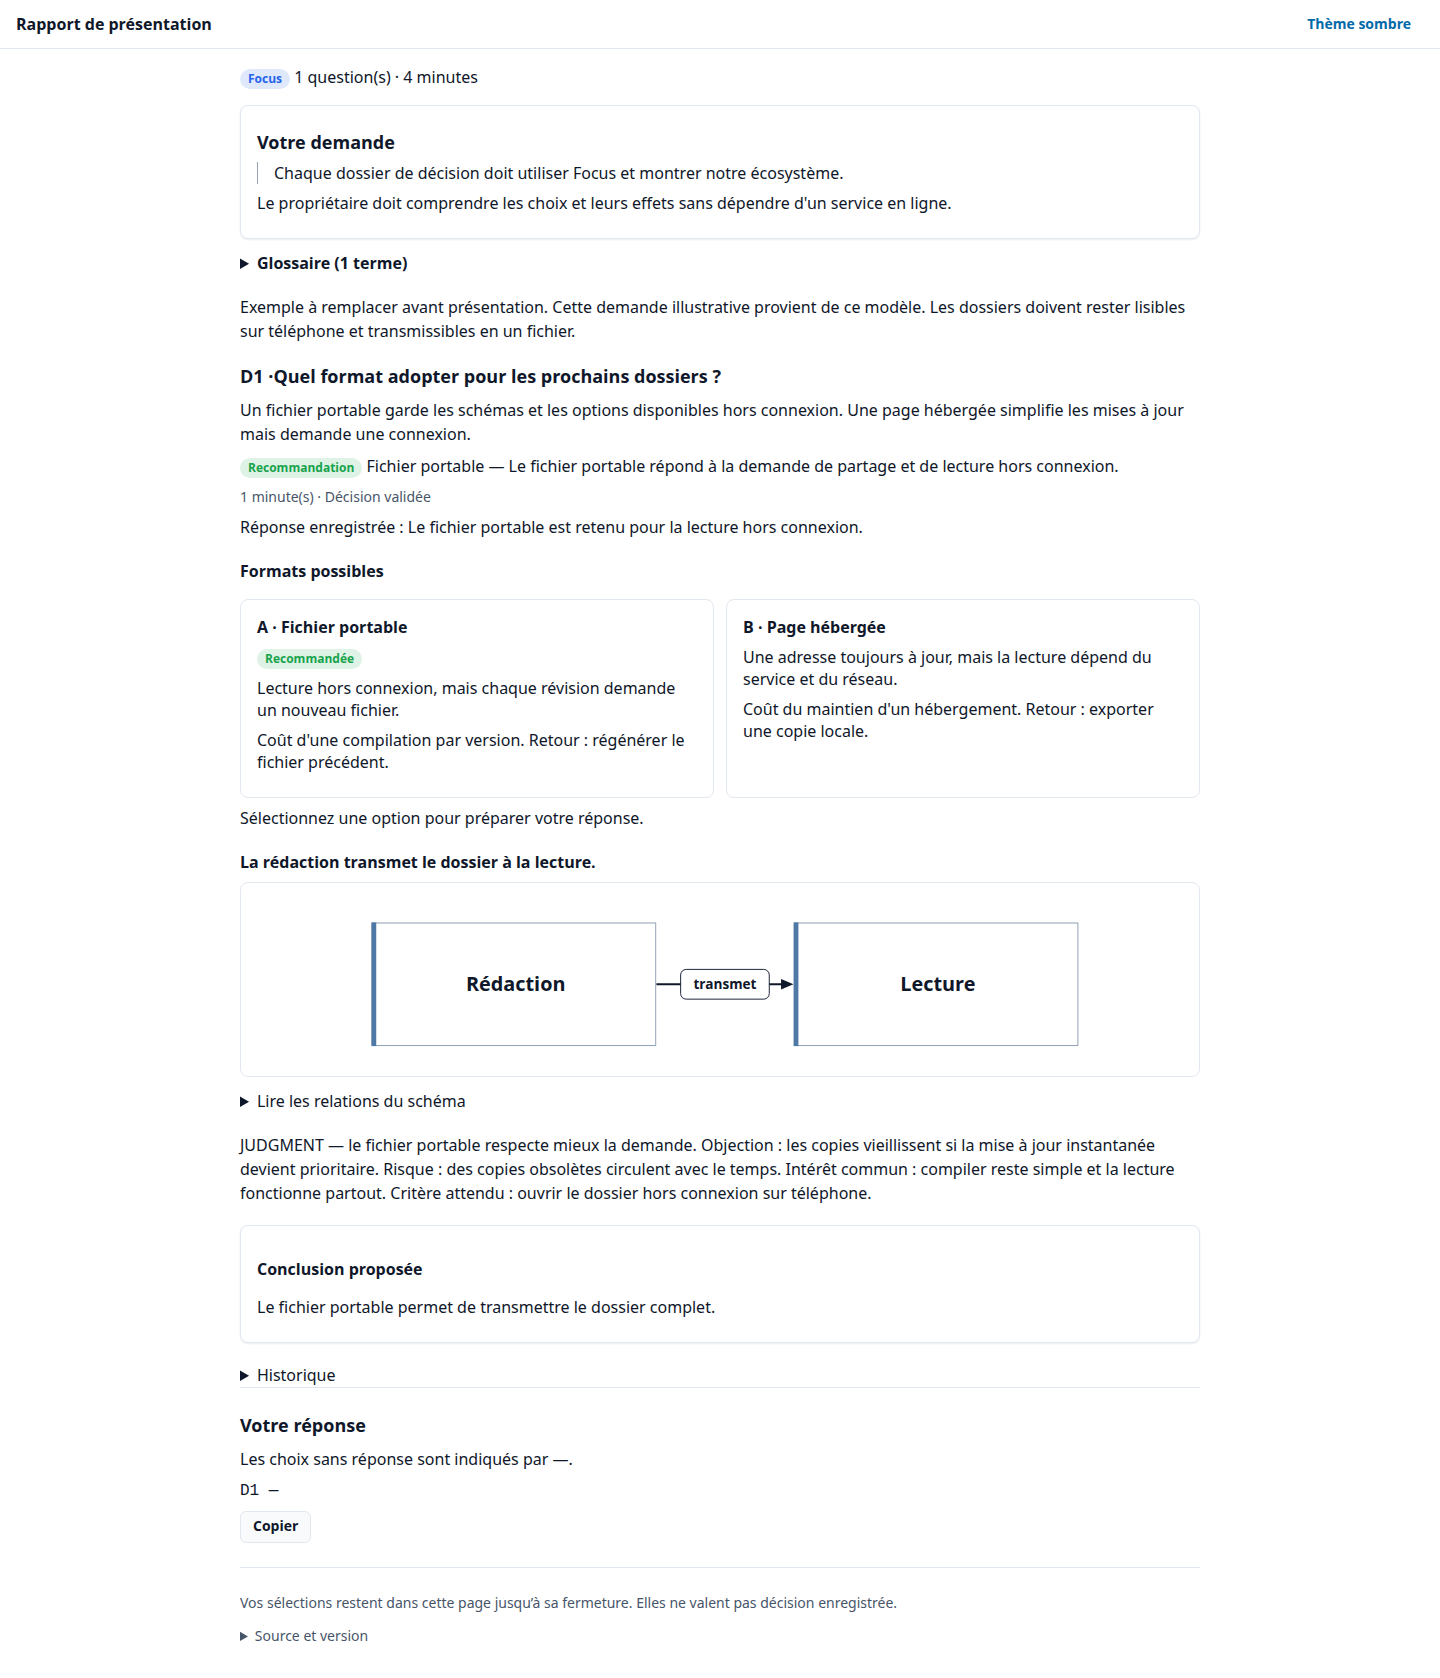 Rapport de présentation
Thème sombre
Focus 1 question(s) · 4 minutes
Votre demande
Chaque dossier de décision doit utiliser Focus et montrer notre écosystème.
Le propriétaire doit comprendre les choix et leurs effets sans dépendre d'un service en ligne.
Glossaire (1 terme)
Exemple à remplacer avant présentation. Cette demande illustrative provient de ce modèle. Les dossiers doivent rester lisibles
sur téléphone et transmissibles en un fichier.
D1 ·Quel format adopter pour les prochains dossiers ?
Un fichier portable garde les schémas et les options disponibles hors connexion. Une page hébergée simplifie les mises à jour
mais demande une connexion.
Recommandation Fichier portable — Le fichier portable répond à la demande de partage et de lecture hors connexion.
1 minute(s) · Décision validée
Réponse enregistrée : Le fichier portable est retenu pour la lecture hors connexion.
Formats possibles
A · Fichier portable
Recommandée
Lecture hors connexion, mais chaque révision demande
un nouveau fichier.
Coût d'une compilation par version. Retour : régénérer le
fichier précédent.
B · Page hébergée
Une adresse toujours à jour, mais la lecture dépend du
service et du réseau.
Coût du maintien d'un hébergement. Retour : exporter
une copie locale.
Sélectionnez une option pour préparer votre réponse.
La rédaction transmet le dossier à la lecture.
Rédaction
transmet
Lecture
Lire les relations du schéma
JUDGMENT — le fichier portable respecte mieux la demande. Objection : les copies vieillissent si la mise à jour instantanée
devient prioritaire. Risque : des copies obsolètes circulent avec le temps. Intérêt commun : compiler reste simple et la lecture
fonctionne partout. Critère attendu : ouvrir le dossier hors connexion sur téléphone.
Conclusion proposée
Le fichier portable permet de transmettre le dossier complet.
Historique
Votre réponse
Les choix sans réponse sont indiqués par —.
D1 —
Copier
Vos sélections restent dans cette page jusqu’à sa fermeture. Elles ne valent pas décision enregistrée.
Source et version